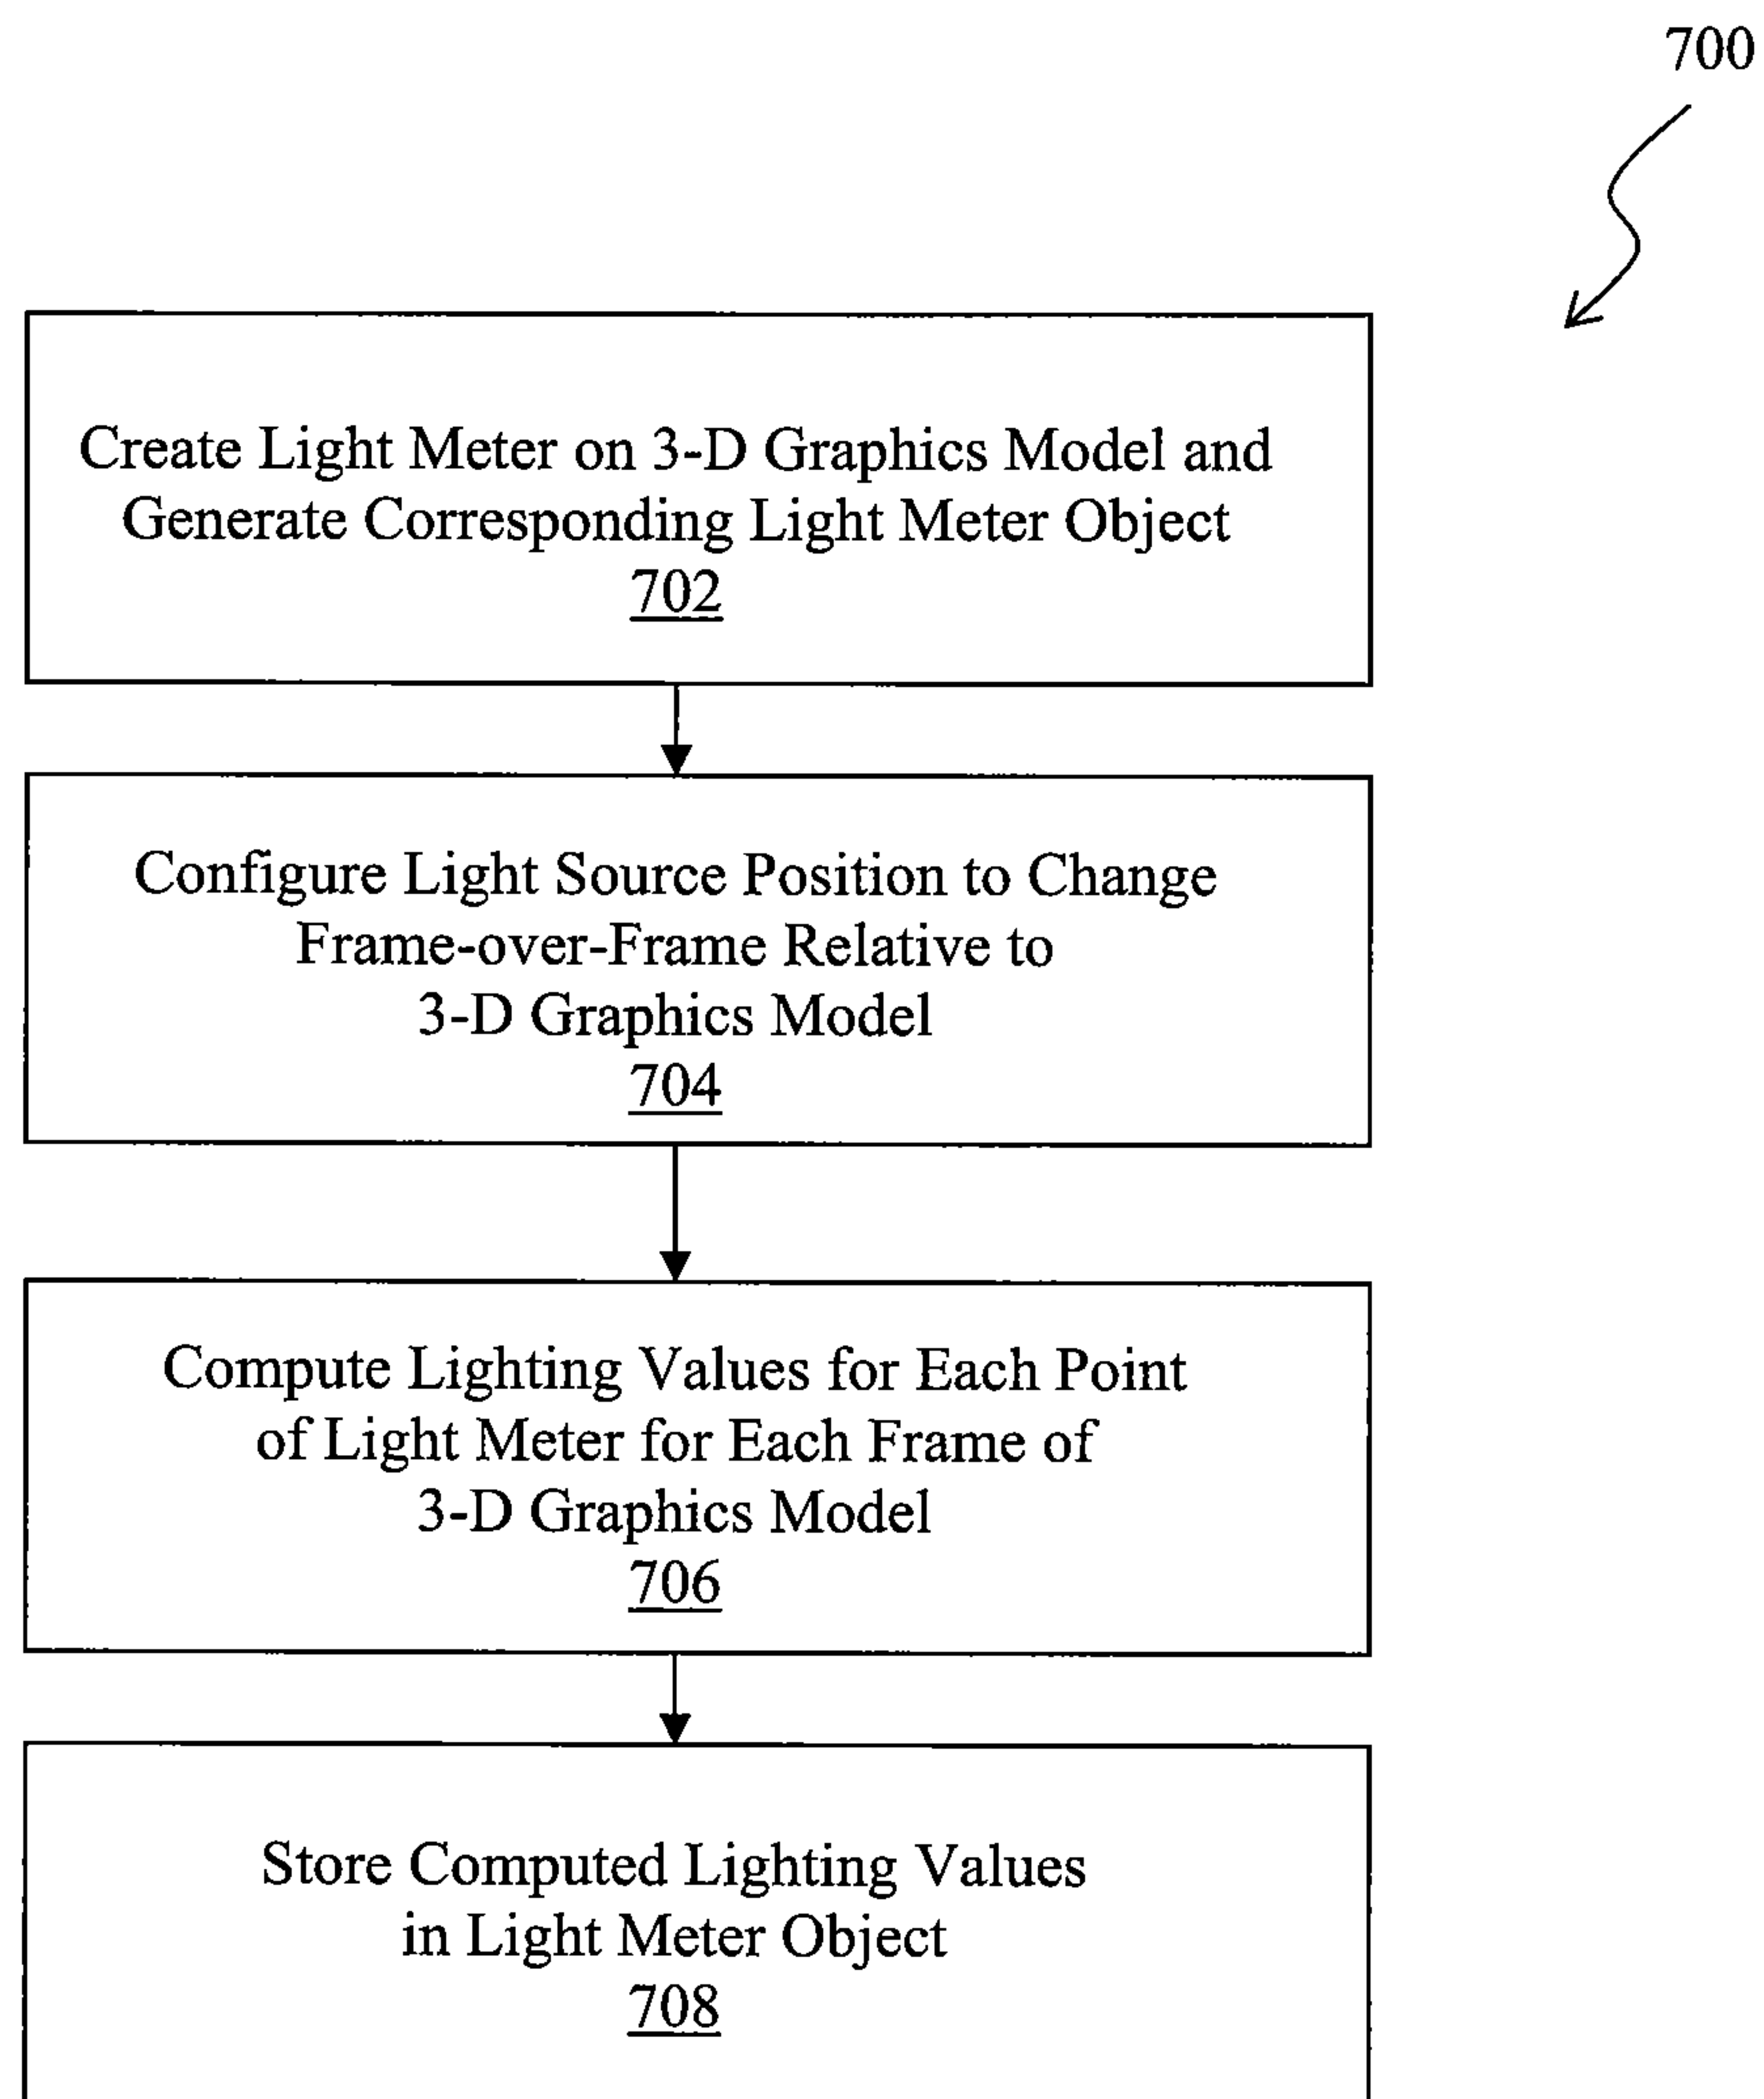 700
Create Light Meter on 3-D Graphics Model and
Generate Corresponding Light Meter Object
702
Configure Light Source Position to Change
Frame-over-Frame Relative to
3-D Graphics Model
704
Compute Lighting Values for Each Point
of Light Meter for Each Frame of
3-D Graphics Model
706
Store Computed Lighting Values
in Light Meter Object
708